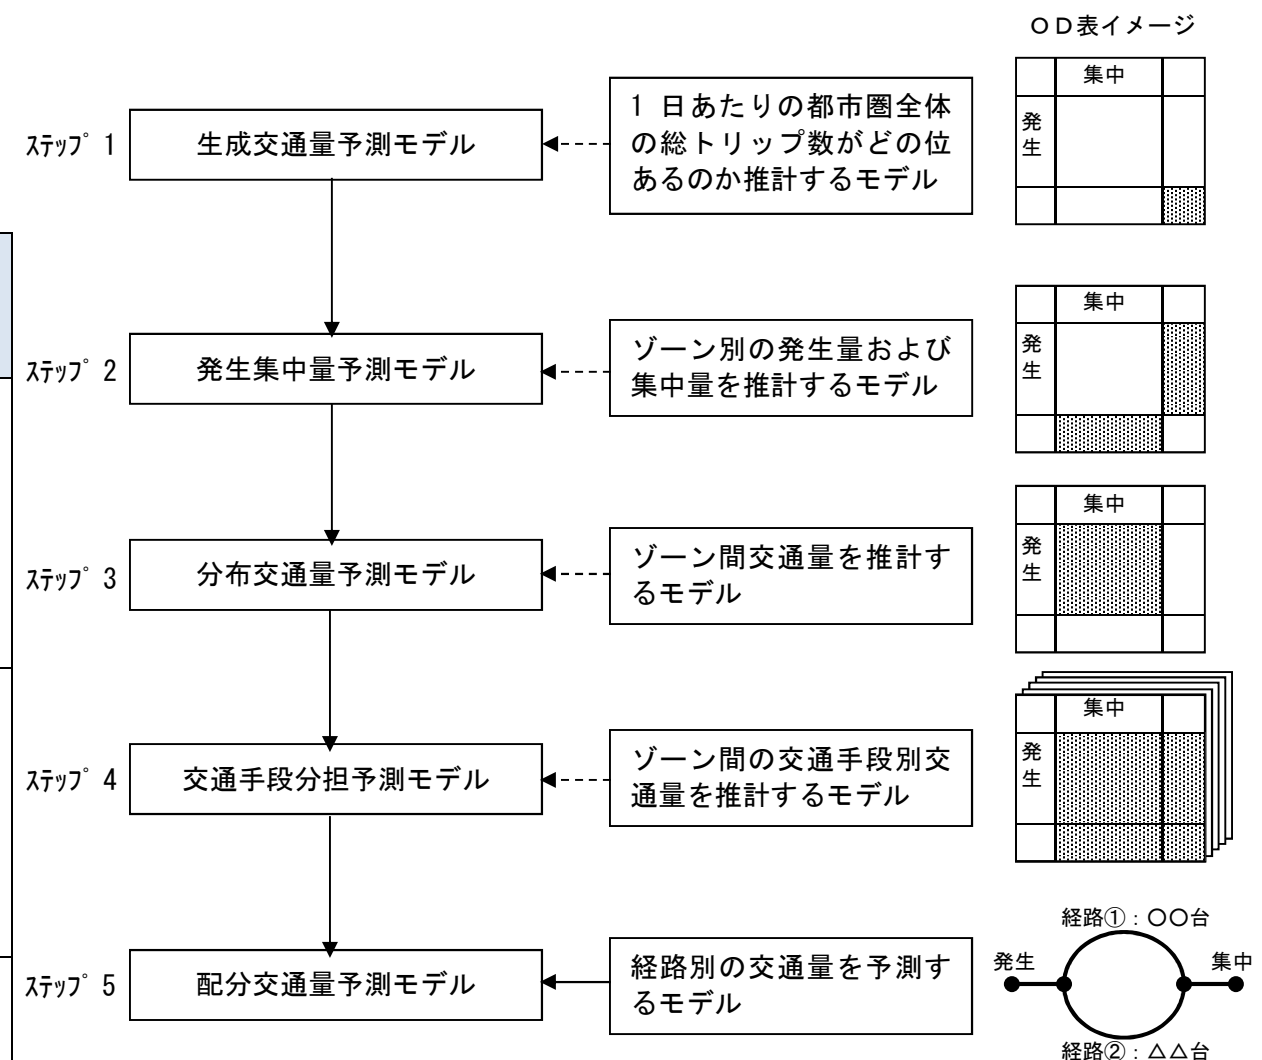 ＯＤ表イメージ
ｽﾃｯﾌﾟ 1
生成交通量予測モデル
1 日あたりの都市圏全体
の総トリップ数がどの位
あるのか推計するモデル
集中
発
生
ｽﾃｯﾌﾟ 2
発生集中量予測モデル
ゾーン別の発生量および
集中量を推計するモデル
集中
発
生
ｽﾃｯﾌﾟ 3
分布交通量予測モデル
ゾーン間交通量を推計す
るモデル
集中
発
生
ｽﾃｯﾌﾟ 4
交通手段分担予測モデル
ゾーン間の交通手段別交
通量を推計するモデル
集中
発
生
ｽﾃｯﾌﾟ 5
配分交通量予測モデル
経路別の交通量を予測す
るモデル
経路①：〇〇台
発生
集中
経路②：△△台